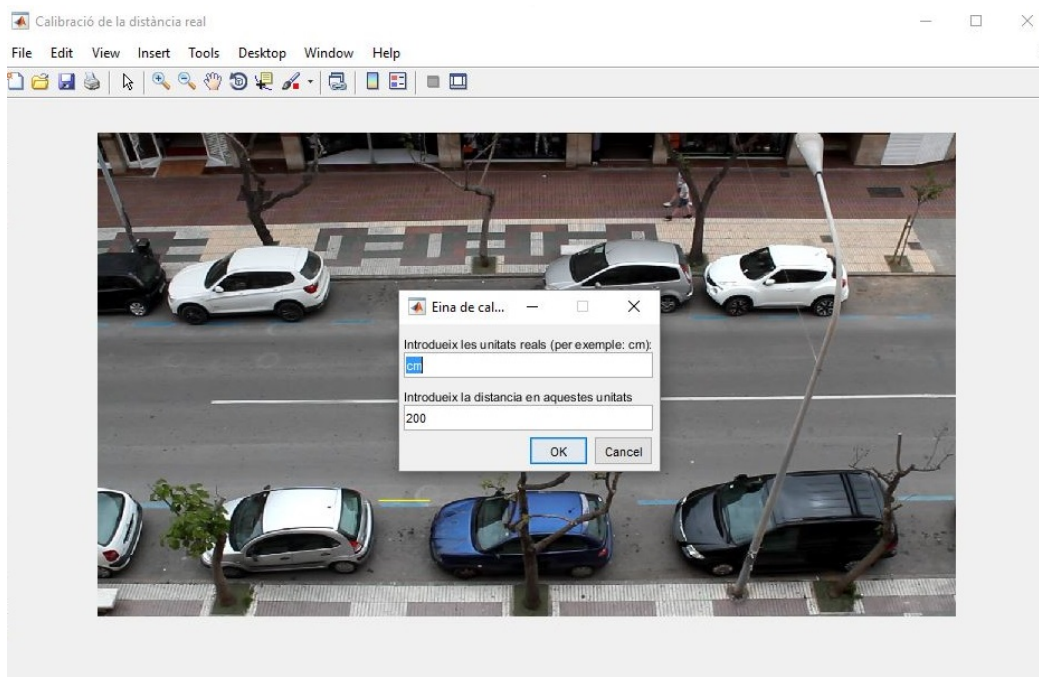 Calibració de la distància real
File Edit View Insert Tools Desktop Window Help
Eina de cal...
Introdueix les unitats reals (per exemple: cm):
cm
Introdueix la distancia en aquestes unitats
200
OK Cancel